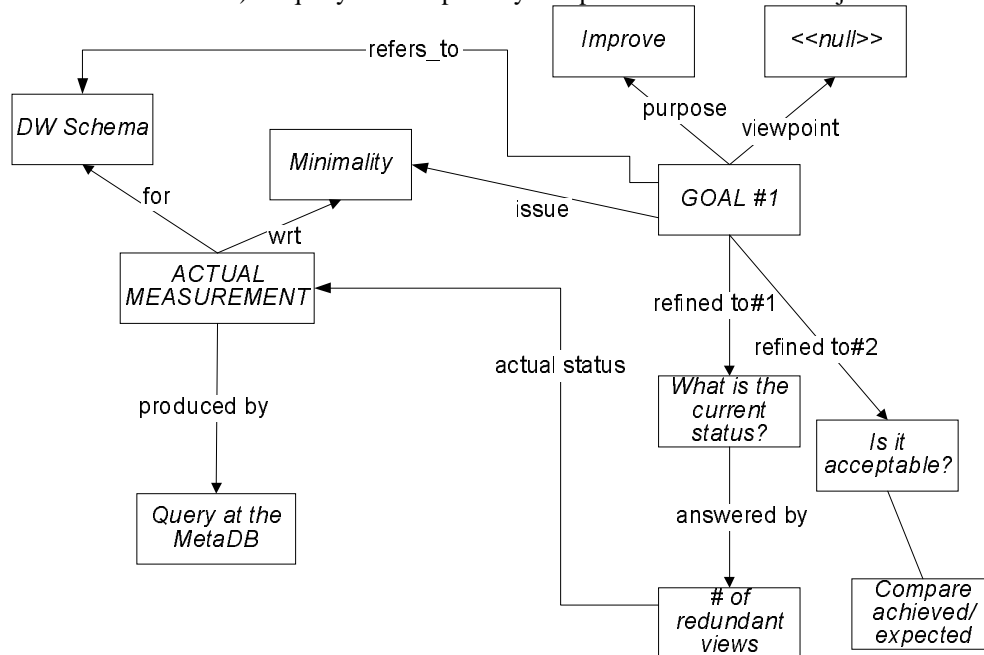 refers_to
Improve
<<null>>
purpose
viewpoint
DW Schema
Minimality
GOAL #1
for
issue
wrt
ACTUAL
MEASUREMENT
refined to#1
refined to#2
actual status
What is the
current
status?
produced by
Is it
acceptable?
Query at the
MetaDB
answered by
# of
redundant
views
Compare
achieved/
expected